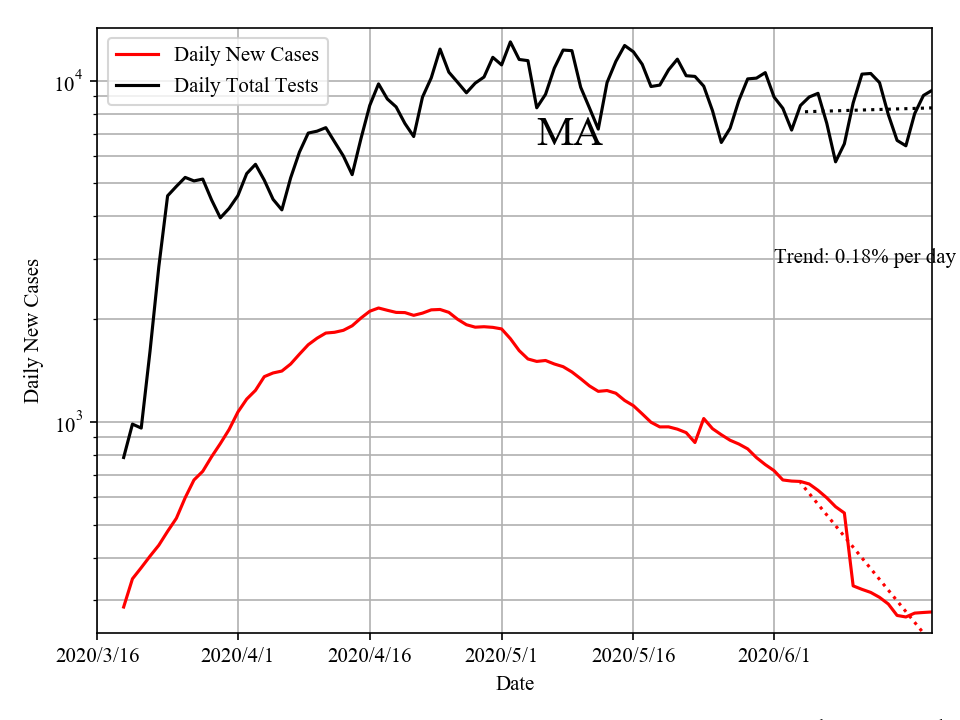 Daily New Cases
Daily Total Tests
10^4
MA
Trend: 0.18% per day
Daily New Cases
10^3
2020/3/16 2020/4/1 2020/4/16 2020/5/1 2020/5/16 2020/6/1
Date